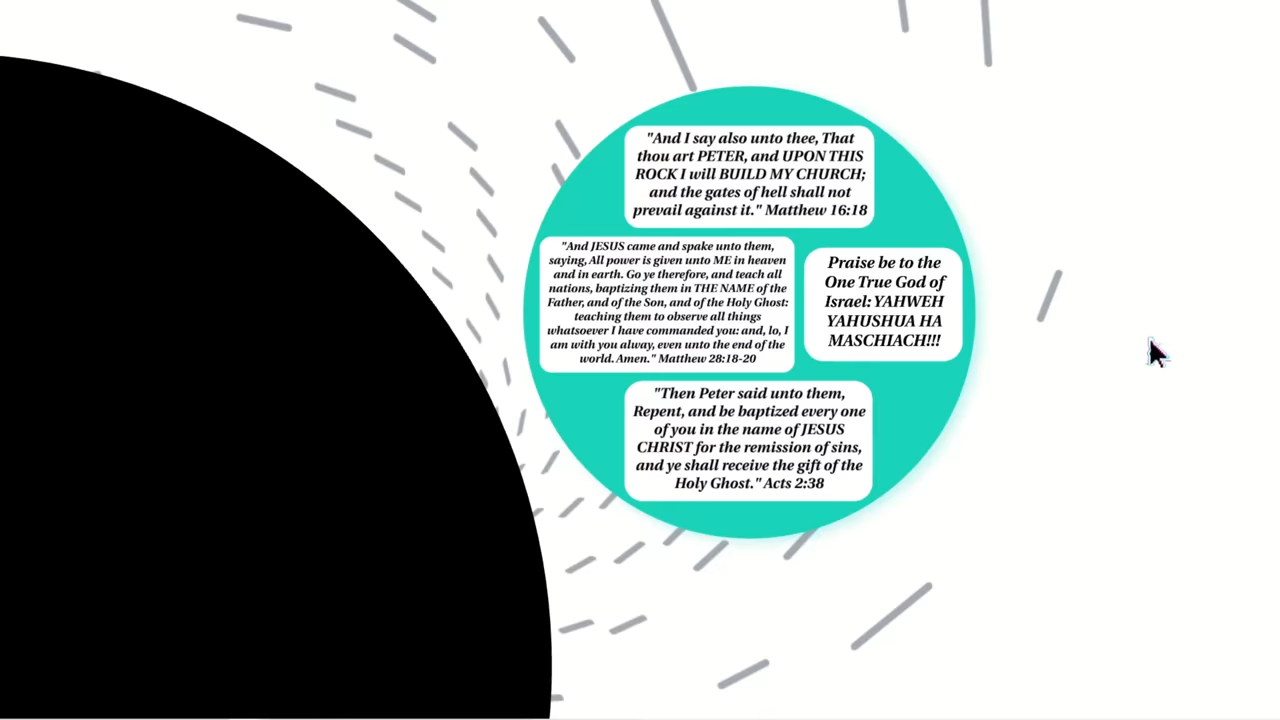 "And I say also unto thee, That
thou art PETER, and UPON THIS
ROCK I will BUILD MY CHURCH;
and the gates of hell shall not
prevail against it." Matthew 16:18
"And JESUS came and spake unto them,
saying, All power is given unto ME in heaven
and in earth. Go ye therefore, and teach all
nations, baptizing them in THE NAME of the
Father, and of the Son, and of the Holy Ghost:
teaching them to observe all things
whatsoever I have commanded you: and, lo, I
am with you alway, even unto the end of the
world. Amen." Matthew 28:18-20
Praise be to the
One True God of
Israel: YAHWEH
YAHUSHUA HA
MASCHIACH!!!
"Then Peter said unto them,
Repent, and be baptized every one
of you in the name of JESUS
CHRIST for the remission of sins,
and ye shall receive the gift of the
Holy Ghost." Acts 2:38